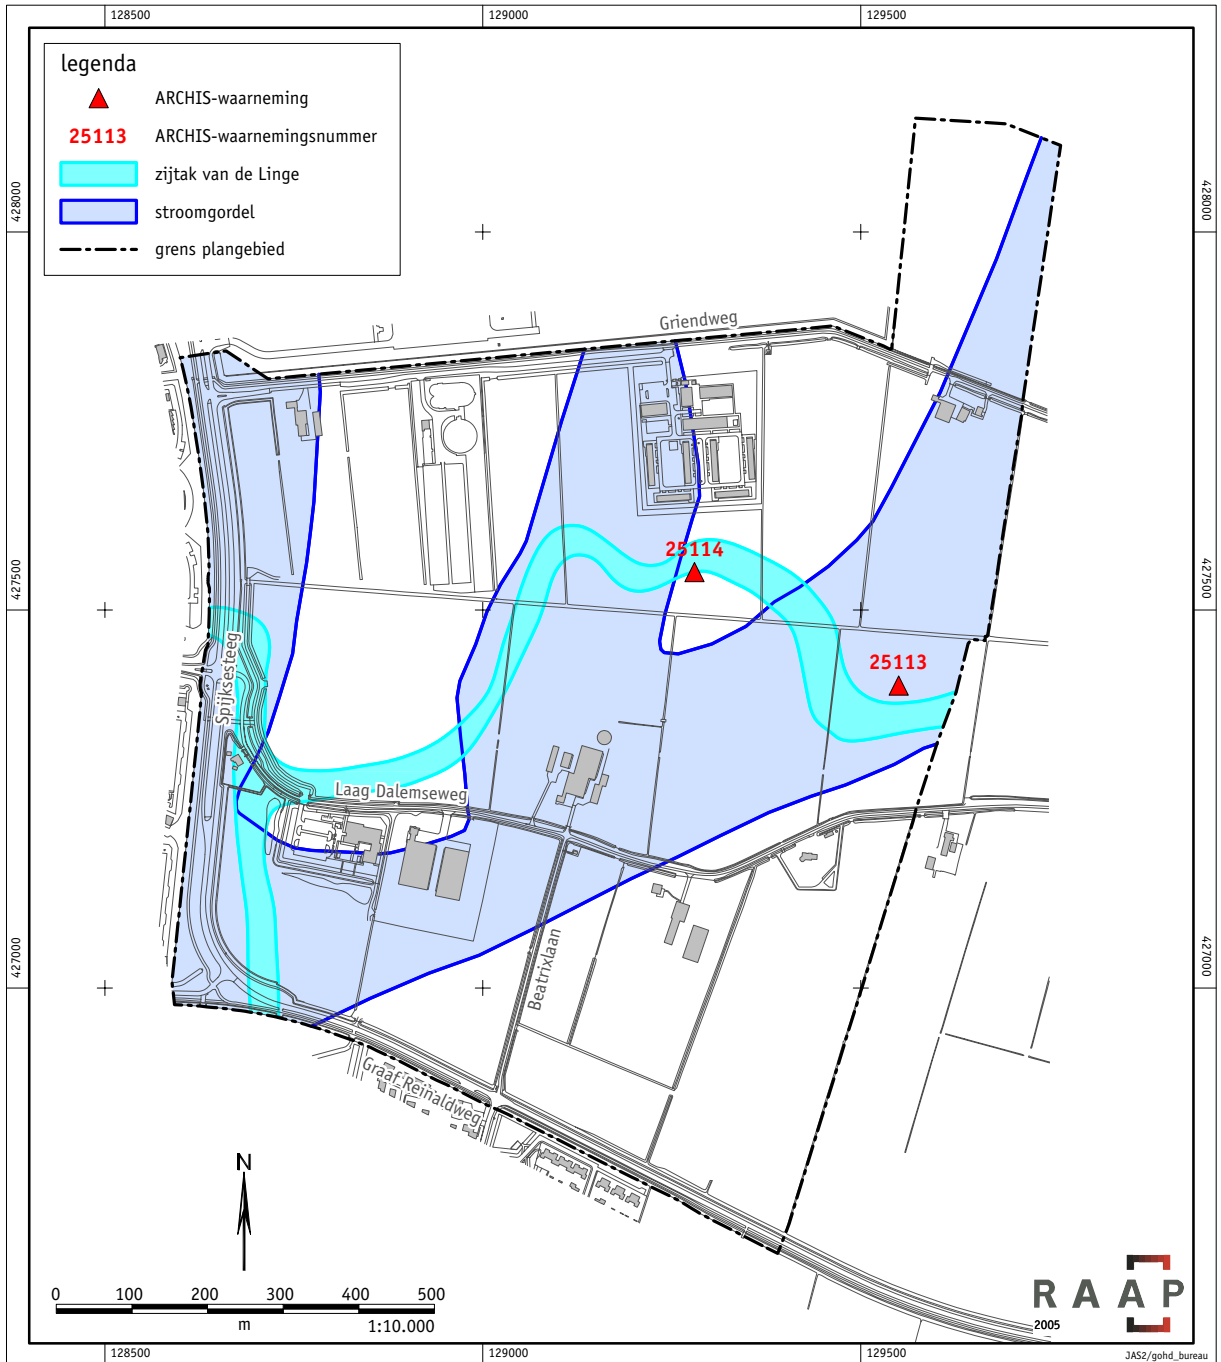 128500
129000
129500
legenda
ARCHIS-waarneming
25113
ARCHIS-waarnemingsnummer
zijtak van de Linge
stroomgordel
grens plangebied
428000
428000
Griendweg
25114
427500
427500
25113
Spijksesteeg
Laag Dalemseweg
Beatrixlaan
427000
427000
Graaf Reinaldweg
N
0 100 200 300 400 500
m
1:10.000
RAAP
2005
128500
129000
129500
JAS2/gohd_bureau